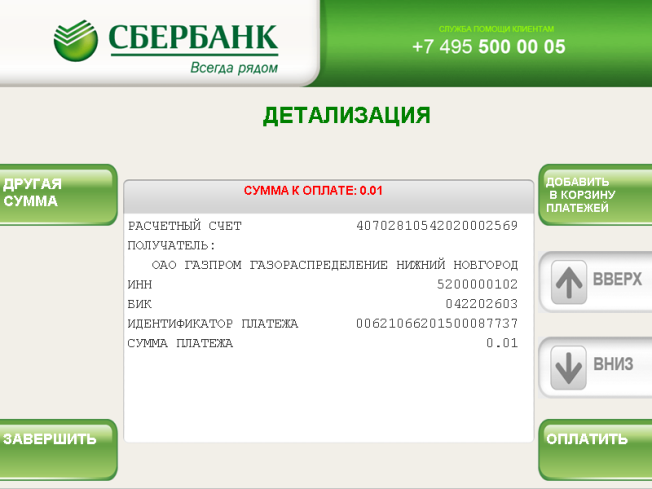 СБЕРБАНК
Всегда рядом
СЛУЖБА ПОМОЩИ КЛИЕНТАМ
+7 495 500 00 05
ДЕТАЛИЗАЦИЯ
ДРУГАЯ
СУММА
СУММА К ОПЛАТЕ: 0.01
ДОБАВИТЬ
В КОРЗИНУ
ПЛАТЕЖЕЙ
РАСЧЕТНЫЙ СЧЕТ 40702810542020002569
ПОЛУЧАТЕЛЬ:
ОАО ГАЗПРОМ ГАЗОРАСПРЕДЕЛЕНИЕ НИЖНИЙ НОВГОРОД
ИНН 5200000102
БИК 042202603
ИДЕНТИФИКАТОР ПЛАТЕЖА 00621066201500087737
СУММА ПЛАТЕЖА 0.01
ВВЕРХ
ВНИЗ
ЗАВЕРШИТЬ
ОПЛАТИТЬ